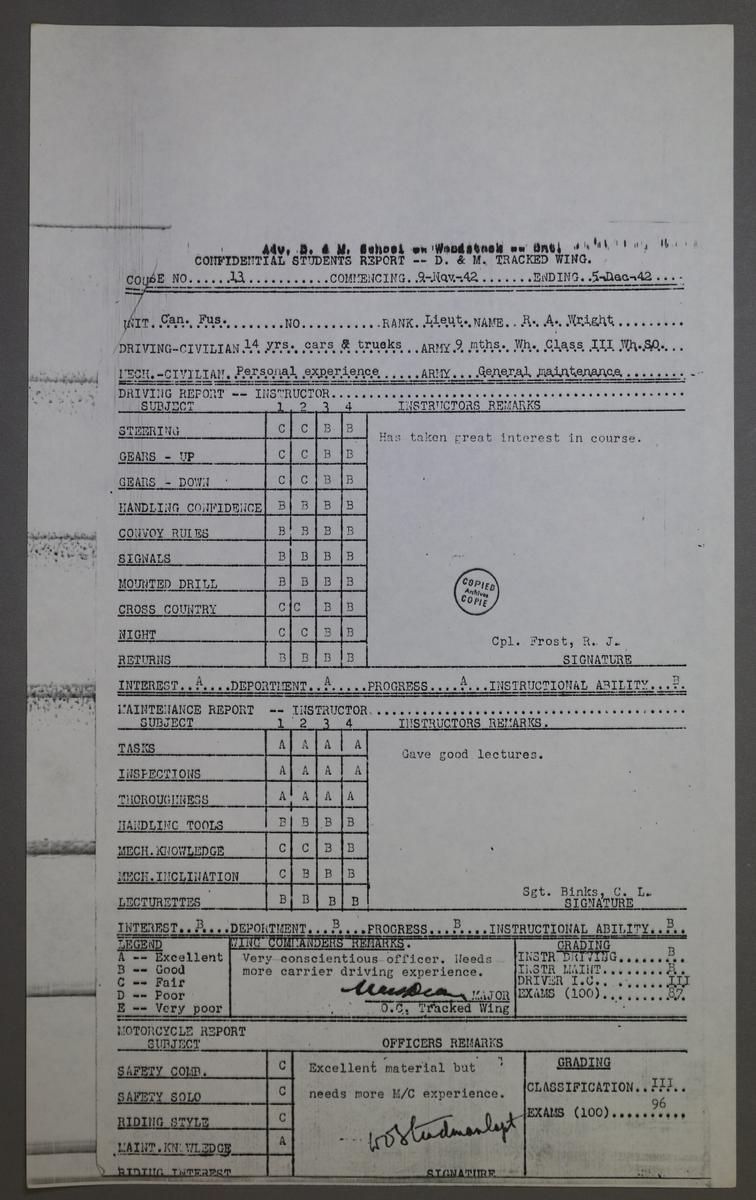 Adv. D. & M. School -- Woodstock -- Ont.
CONFIDENTIAL STUDENTS REPORT -- D. & M. TRACKED WING.
COUSE NO......13...........COMMENCING.9-Nov.-42.......ENDING.5-Dec-42....
UNIT.Can. Fus........NO...........RANK.Lieut.NAME..R. A. Wright.........
DRIVING-CIVILIAN 14 yrs. cars & trucks..ARMY 9 mths. Wh. Class III Wh.SO...
MECH.-CIVILIAN.Personal experience.....ARMY....General maintenance........
DRIVING REPORT -- INSTRUCTOR.............................................
SUBJECT 1 2 3 4 INSTRUCTORS REMARKS
STEERING C C B B Has taken great interest in course.
GEARS - UP C C B B
GEARS - DOWN C C B B
HANDLING CONFIDENCE B B B B
CONVOY RULES B B B B
SIGNALS B B B B
MOUNTED DRILL B B B B
COPIED
Archives
COPIE
CROSS COUNTRY C C B B
NIGHT C C B B Cpl. Frost, R. J.
RETURNS B B B B SIGNATURE
INTEREST..A....DEPORTMENT..A.....PROGRESS....A...INSTRUCTIONAL ABILITY...B.
MAINTENANCE REPORT -- INSTRUCTOR.......................................
SUBJECT 1 2 3 4 INSTRUCTORS REMARKS.
TASKS A A A A Gave good lectures.
INSPECTIONS A A A A
THOROUGHNESS A A A A
HANDLING TOOLS B B B B
MECH.KNOWLEDGE C C B B
MECH.INCLINATION C B B B Sgt. Binks, C. L.
LECTURETTES B B B B SIGNATURE
INTEREST..B....DEPORTMENT...B....PROGRESS....B....INSTRUCTIONAL ABILITY..B.
LEGEND WING COMMANDERS REMARKS. GRADING
A -- Excellent Very conscientious officer. Needs INSTR DRIVING.......B
B -- Good more carrier driving experience. INSTR MAINT.........B.
C -- Fair DRIVER I.C.........III
D -- Poor MAJOR EXAMS (100).........87.
E -- Very poor O.C, Tracked Wing
MOTORCYCLE REPORT
SUBJECT OFFICERS REMARKS
SAFETY COMB. C Excellent material but GRADING
SAFETY SOLO C needs more M/C experience. CLASSIFICATION..III..
RIDING STYLE C EXAMS (100)....96....
MAINT.KNOWLEDGE A
RIDING INTEREST SIGNATURE